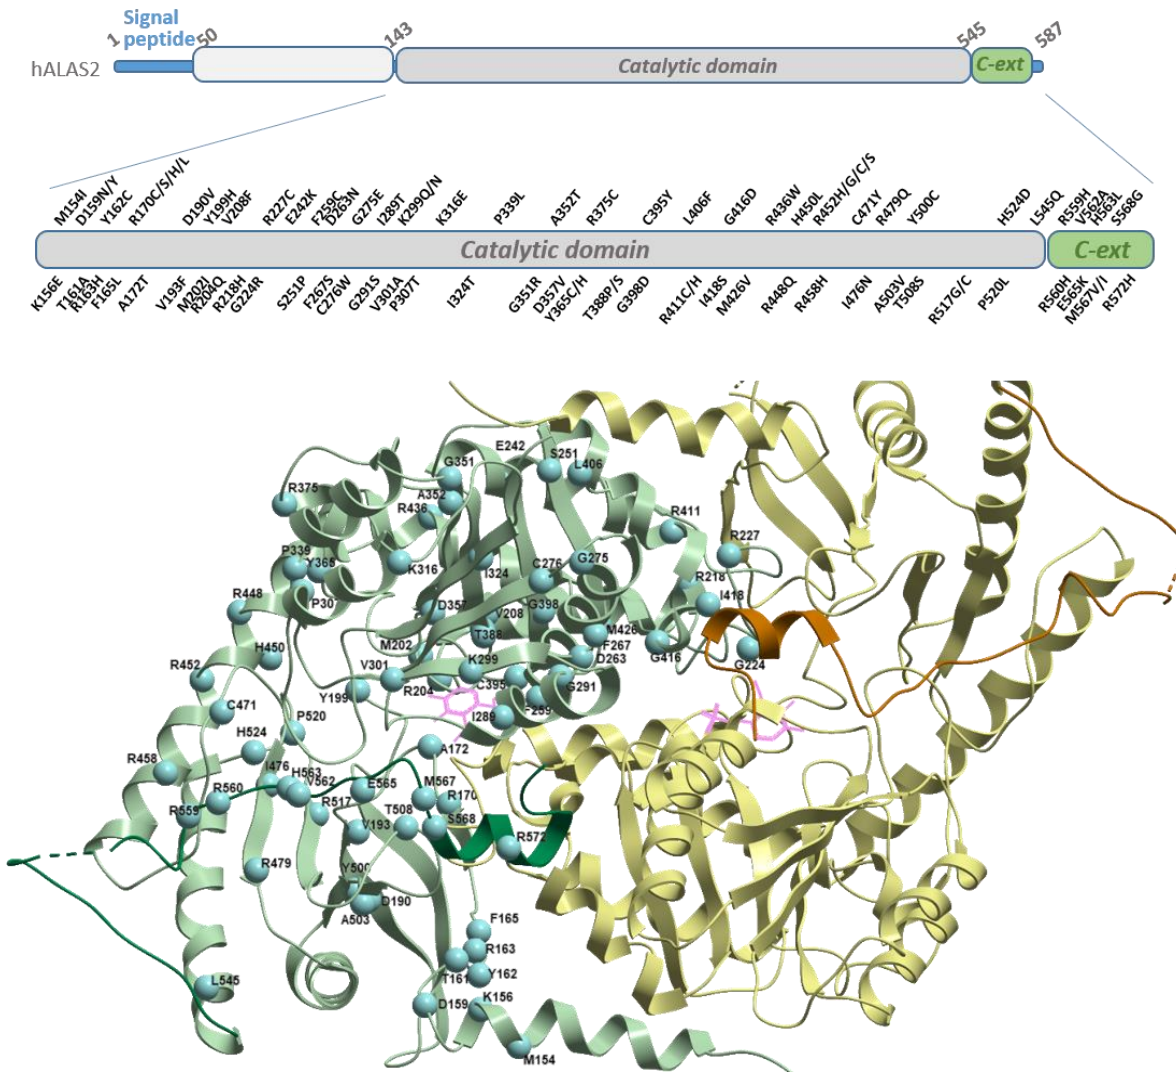 Signal
peptide
1 50 143 545 587
hALAS2 Catalytic domain C-ext
M154I D159N/Y Y162C R170C/S/H/L D190V Y199H V208F R227C E242K F259C D263N G275E V289T K299Q/N K316E P339L A352T R375C C395Y L406F G416D R436W H450L R452H/G/C/S C471Y R479Q Y500C H524D L545Q R559H V562A H563L S568G
Catalytic domain C-ext
K156E T161A R163H F165L A172T V193F M202I R204Q R218H G224R S251P F267S C276W G291S V301A P307T I324T G351R D357V Y365C/H T388P/S G398D R411C/H I418S M426V R448Q R458H I476N A503V T508S R517G/C P520L R560H E565K M567V/I R572H
E242
S251
G351
L406
R375
A352
R436
R411
R227
P339
Y365
K316
I324
C276
G275
R218
P307
I418
R448
D357
V208
G398
T388
M426
H450
M202
F267
D263
G416
G224
R452
V301
K299
Y199
R204
C395
G291
F259
I289
C471
P520
H524
A172
R458
I476
H563
V562
E565
M567
R560
R170
R559
R517
T508
S568
V193
R572
R479
Y500
D190
A503
F165
R163
T161
Y162
L545
D159
K156
M154